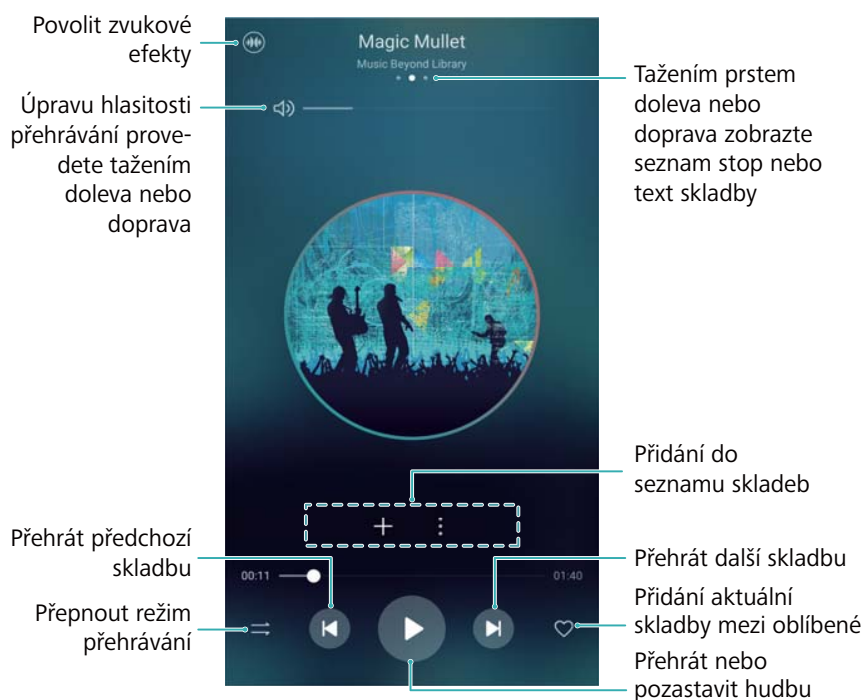 Povolit zvukové
efekty
Magic Mullet
Music Beyond Library
Tažením prstem
doleva nebo
doprava zobrazte
seznam stop nebo
text skladby
Úpravu hlasitosti
přehrávání prove-
dete tažením
doleva nebo
doprava
Přidání do
seznamu skladeb
Přehrát předchozí
skladbu
00:11
01:40
Přehrát další skladbu
Přepnout režim
přehrávání
Přidání aktuální
skladby mezi oblíbené
Přehrát nebo
pozastavit hudbu